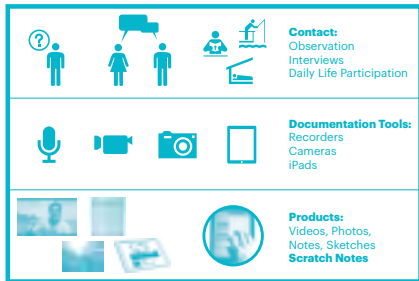 ?
Contact:
Observation
Interviews
Daily Life Participation
Documentation Tools:
Recorders
Cameras
iPads
Products:
Videos, Photos,
Notes, Sketches
Scratch Notes